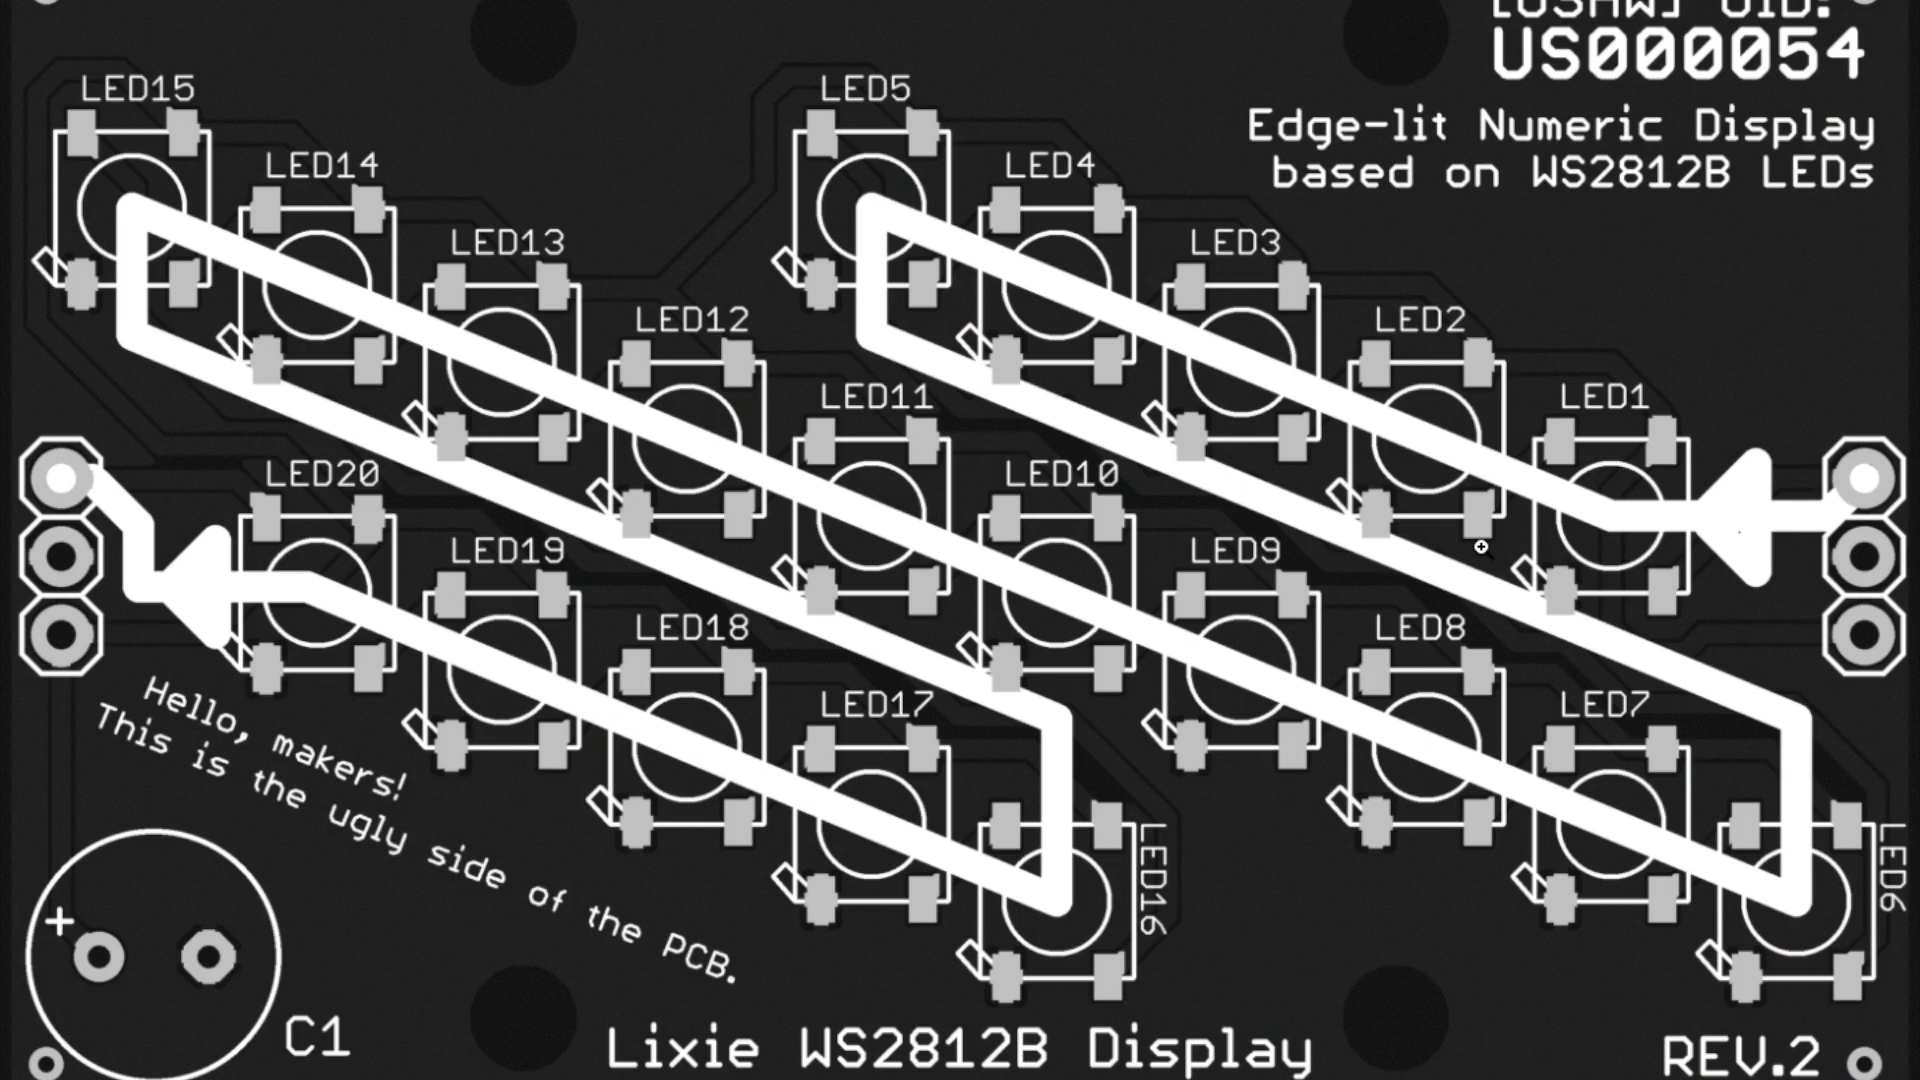 [OSHW] UID:
US000054
Edge-lit Numeric Display
based on WS2812B LEDs
LED15
LED5
LED14
LED4
LED13
LED3
LED12
LED2
LED11
LED1
LED20
LED10
LED19
LED9
LED18
LED8
LED17
LED7
LED16
LED6
Hello, makers!
This is the ugly side of the PCB.
+
C1
Lixie WS2812B Display
REV.2